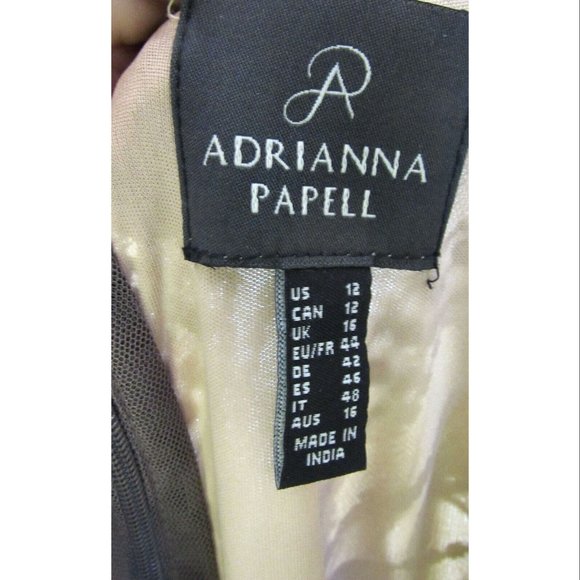 ADRIANNA
PAPELL
US 12
CAN 12
UK 16
EU/FR 44
DE 42
ES 46
IT 48
AUS 16
MADE IN
INDIA